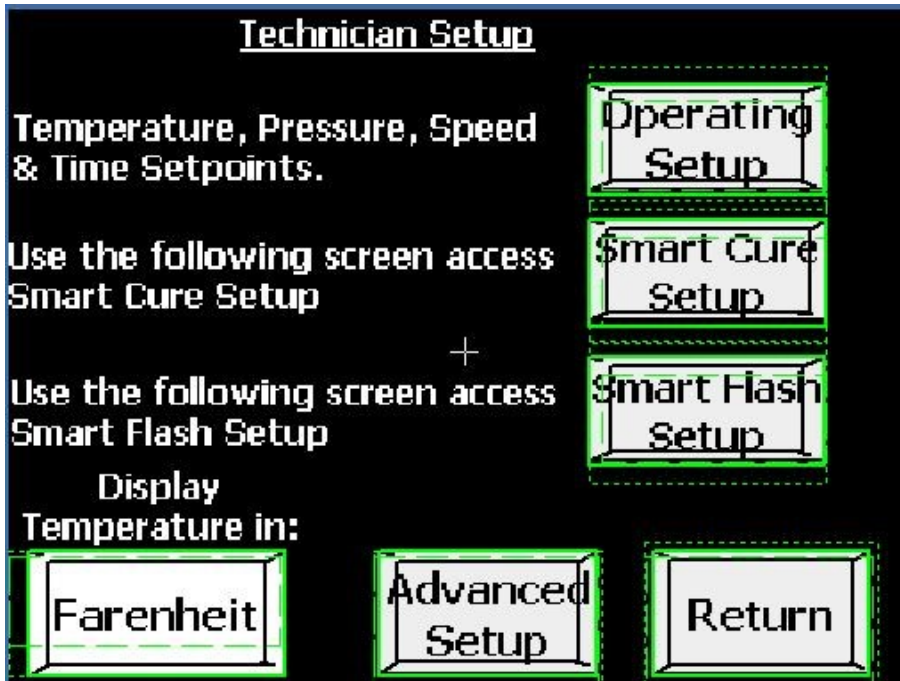 Technician Setup
Temperature, Pressure, Speed
& Time Setpoints.
Operating
Setup
Use the following screen access
Smart Cure Setup
Smart Cure
Setup
Use the following screen access
Smart Flash Setup
Smart Flash
Setup
Display
Temperature in:
Farenheit
Advanced
Setup
Return